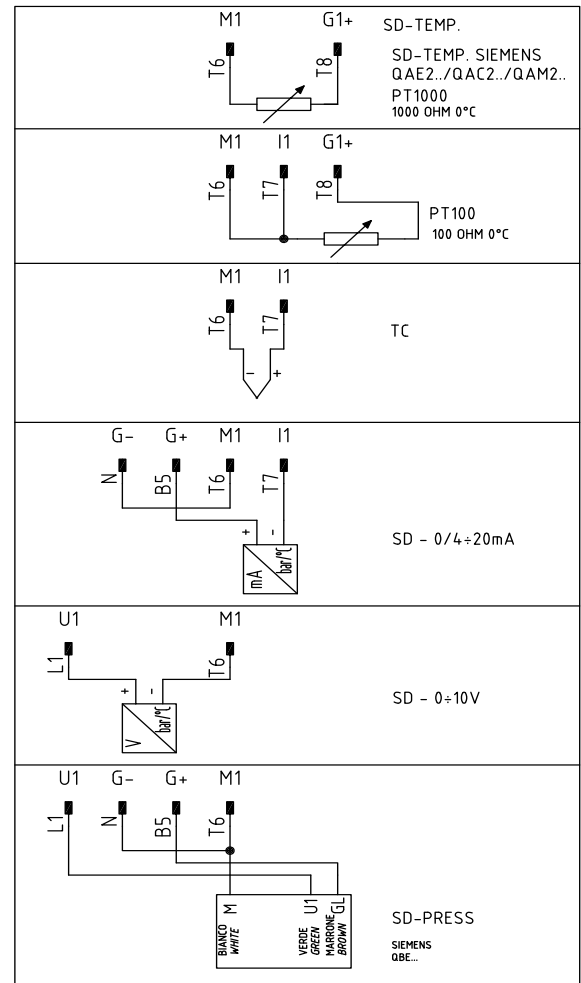 M1 G1+ SD-TEMP.
T6 T8
SD-TEMP. SIEMENS
QAE2../QAC2../QAM2..
PT1000
1000 OHM 0°C
M1 I1 G1+
T6 T7 T8
PT100
100 OHM 0°C
M1 I1
T6 T7
TC
- +
G- G+ M1 I1
N B5 T6 T7
+ -
mA bar/°C
SD - 0/4÷20mA
U1 M1
L1 T6
+ -
V bar/°C
SD - 0÷10V
U1 G- G+ M1
L1 N B5 T6
M U1 GL
BIANCO
WHITE
VERDE
GREEN
MARRONE
BROWN
SD-PRESS
SIEMENS
QBE...